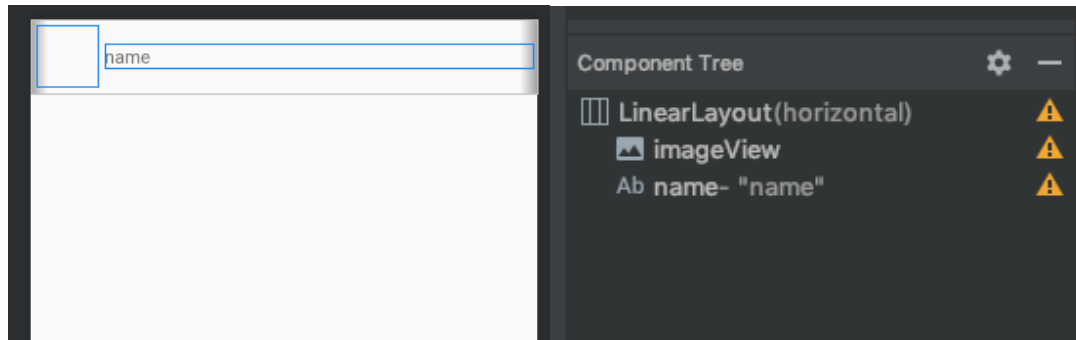 name
Component Tree
LinearLayout(horizontal)
imageView
Ab name- "name"